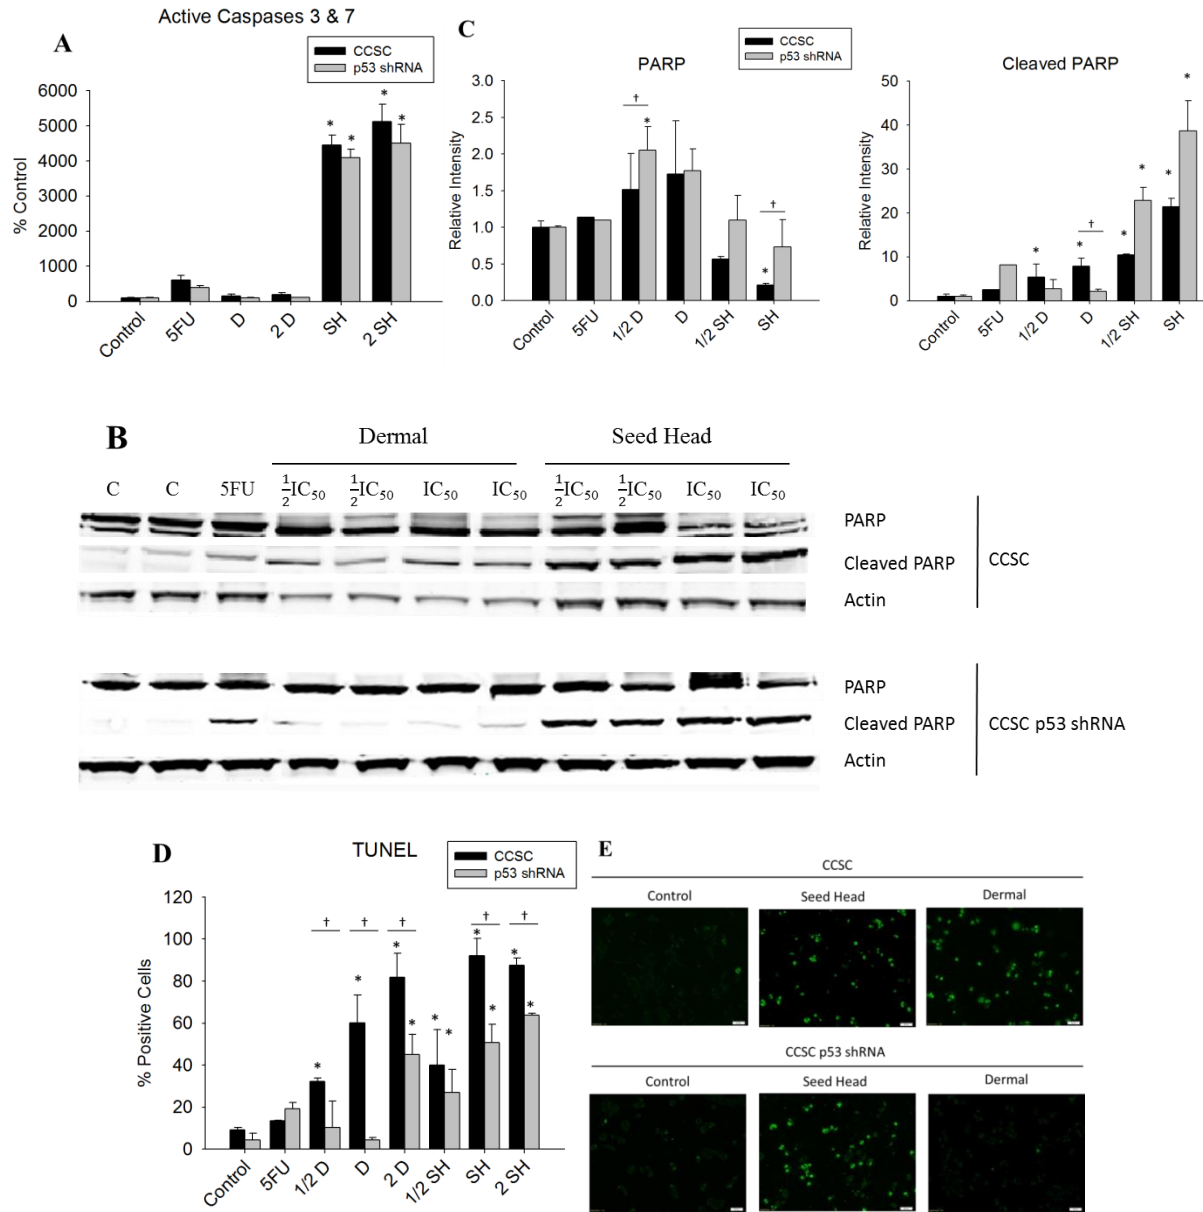 Active Caspases 3 & 7
A
CCSC
p53 shRNA
% Control
6000
5000
4000
3000
2000
1000
0
* * * *
Control 5FU D 2 D SH 2 SH
C
CCSC
p53 shRNA
PARP
Relative Intensity
3.0
2.5
2.0
1.5
1.0
0.5
0.0
† * * †
Control 5FU 1/2 D D 1/2 SH SH
Cleaved PARP
Relative Intensity
50
40
30
20
10
0
* * † * * * *
Control 5FU 1/2 D D 1/2 SH SH
B
Dermal Seed Head
C C 5FU ½IC₅₀ ½IC₅₀ IC₅₀ IC₅₀ ½IC₅₀ ½IC₅₀ IC₅₀ IC₅₀
PARP
Cleaved PARP
Actin
CCSC
PARP
Cleaved PARP
Actin
CCSC p53 shRNA
D
TUNEL
CCSC
p53 shRNA
% Positive Cells
120
100
80
60
40
20
0
† † † † †
* * * * * * * * *
Control 5FU 1/2 D D 2 D 1/2 SH SH 2 SH
E
CCSC
Control Seed Head Dermal
CCSC p53 shRNA
Control Seed Head Dermal